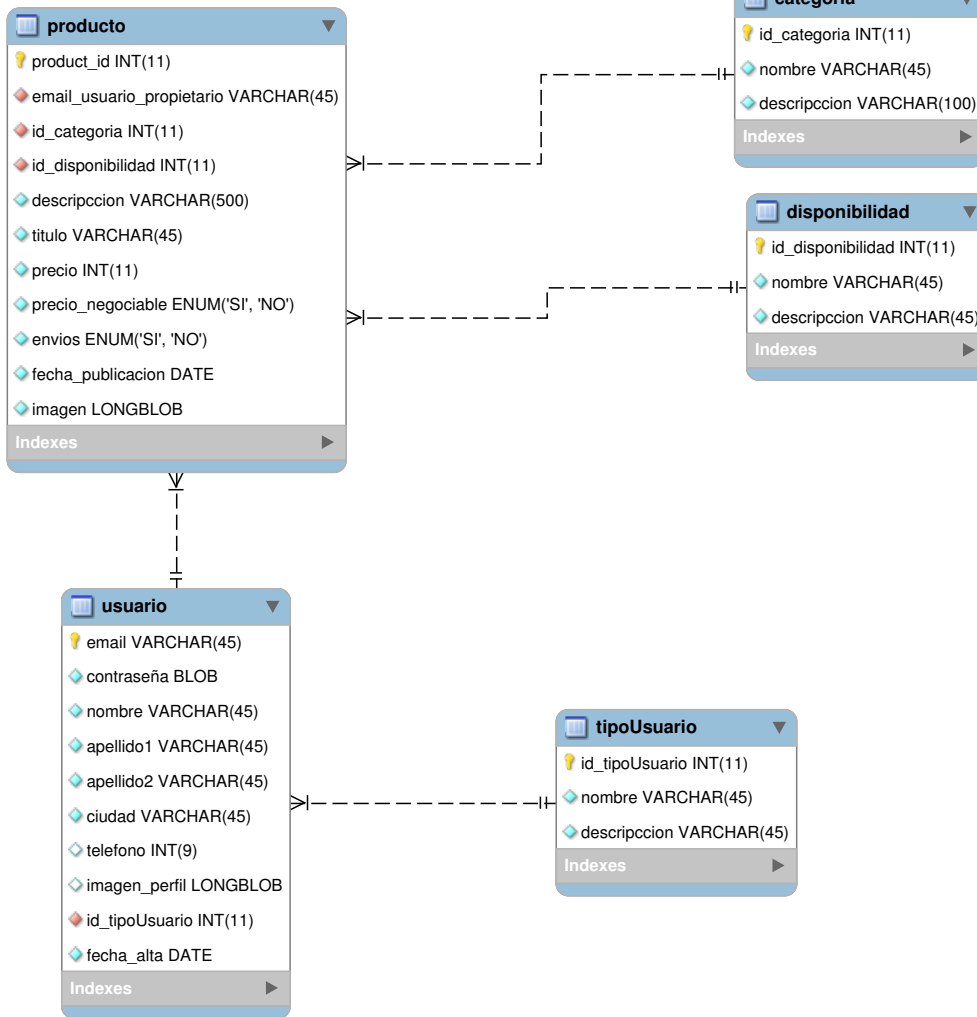 producto
product_id INT(11)
email_usuario_propietario VARCHAR(45)
id_categoria INT(11)
id_disponibilidad INT(11)
descripccion VARCHAR(500)
titulo VARCHAR(45)
precio INT(11)
precio_negociable ENUM('SI', 'NO')
envios ENUM('SI', 'NO')
fecha_publicacion DATE
imagen LONGBLOB
Indexes
categoria
id_categoria INT(11)
nombre VARCHAR(45)
descripccion VARCHAR(100)
Indexes
disponibilidad
id_disponibilidad INT(11)
nombre VARCHAR(45)
descripccion VARCHAR(45)
Indexes
usuario
email VARCHAR(45)
contraseña BLOB
nombre VARCHAR(45)
apellido1 VARCHAR(45)
apellido2 VARCHAR(45)
ciudad VARCHAR(45)
telefono INT(9)
imagen_perfil LONGBLOB
id_tipoUsuario INT(11)
fecha_alta DATE
Indexes
tipoUsuario
id_tipoUsuario INT(11)
nombre VARCHAR(45)
descripccion VARCHAR(45)
Indexes